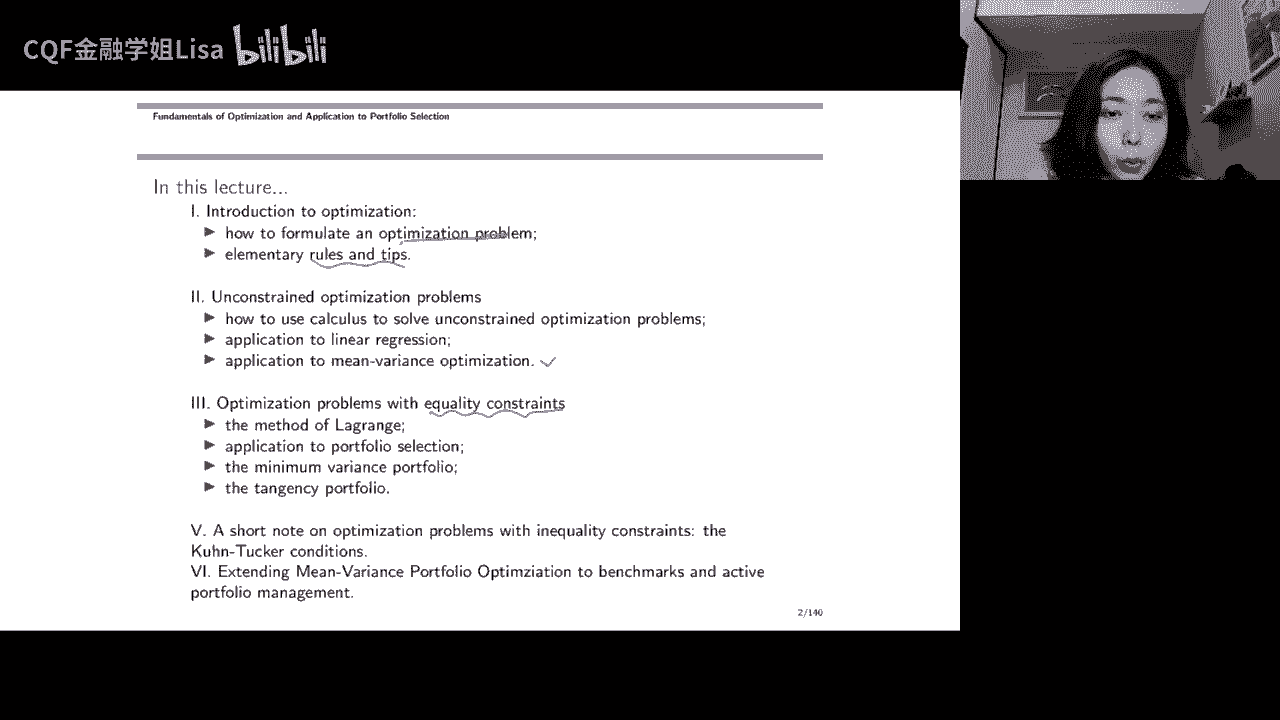 CQF金融学姐Lisa bilibili
Fundamentals of Optimization and Application to Portfolio Selection
In this lecture...
I. Introduction to optimization:
► how to formulate an optimization problem;
► elementary rules and tips.
II. Unconstrained optimization problems
► how to use calculus to solve unconstrained optimization problems;
► application to linear regression;
► application to mean-variance optimization.
III. Optimization problems with equality constraints
► the method of Lagrange;
► application to portfolio selection;
► the minimum variance portfolio;
► the tangency portfolio.
V. A short note on optimization problems with inequality constraints: the
Kuhn-Tucker conditions.
VI. Extending Mean-Variance Portfolio Optimziation to benchmarks and active
portfolio management.
2/140